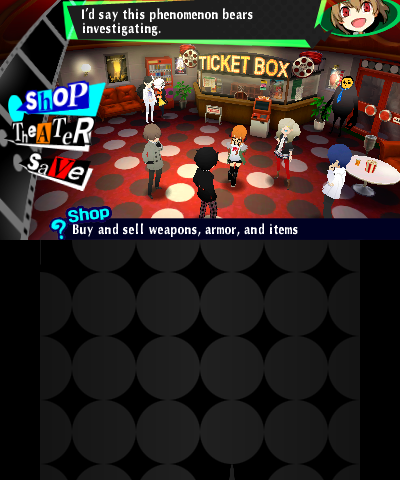 I'd say this phenomenon bears
investigating.
TICKET BOX
SHOP
THEATER
SAVE
Shop
? Buy and sell weapons, armor, and items